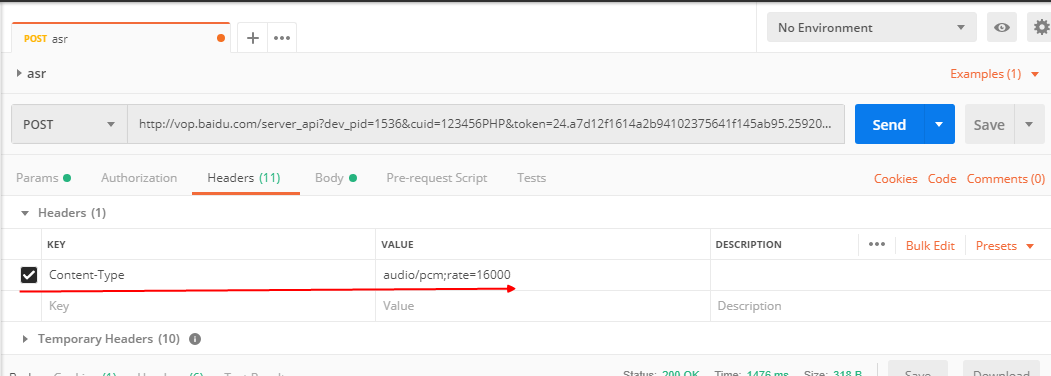 POST asr
No Environment
asr
Examples (1)
POST http://vop.baidu.com/server_api?dev_pid=1536&cuid=123456PHP&token=24.a7d12f1614a2b94102375641f145ab95.25920... Send Save
Params Authorization Headers (11) Body Pre-request Script Tests Cookies Code Comments (0)
Headers (1)
KEY VALUE DESCRIPTION ••• Bulk Edit Presets
Content-Type audio/pcm;rate=16000
Key Value Description
Temporary Headers (10)
Status: 200 OK Time: 1476 ms Size: 318 B Save Download